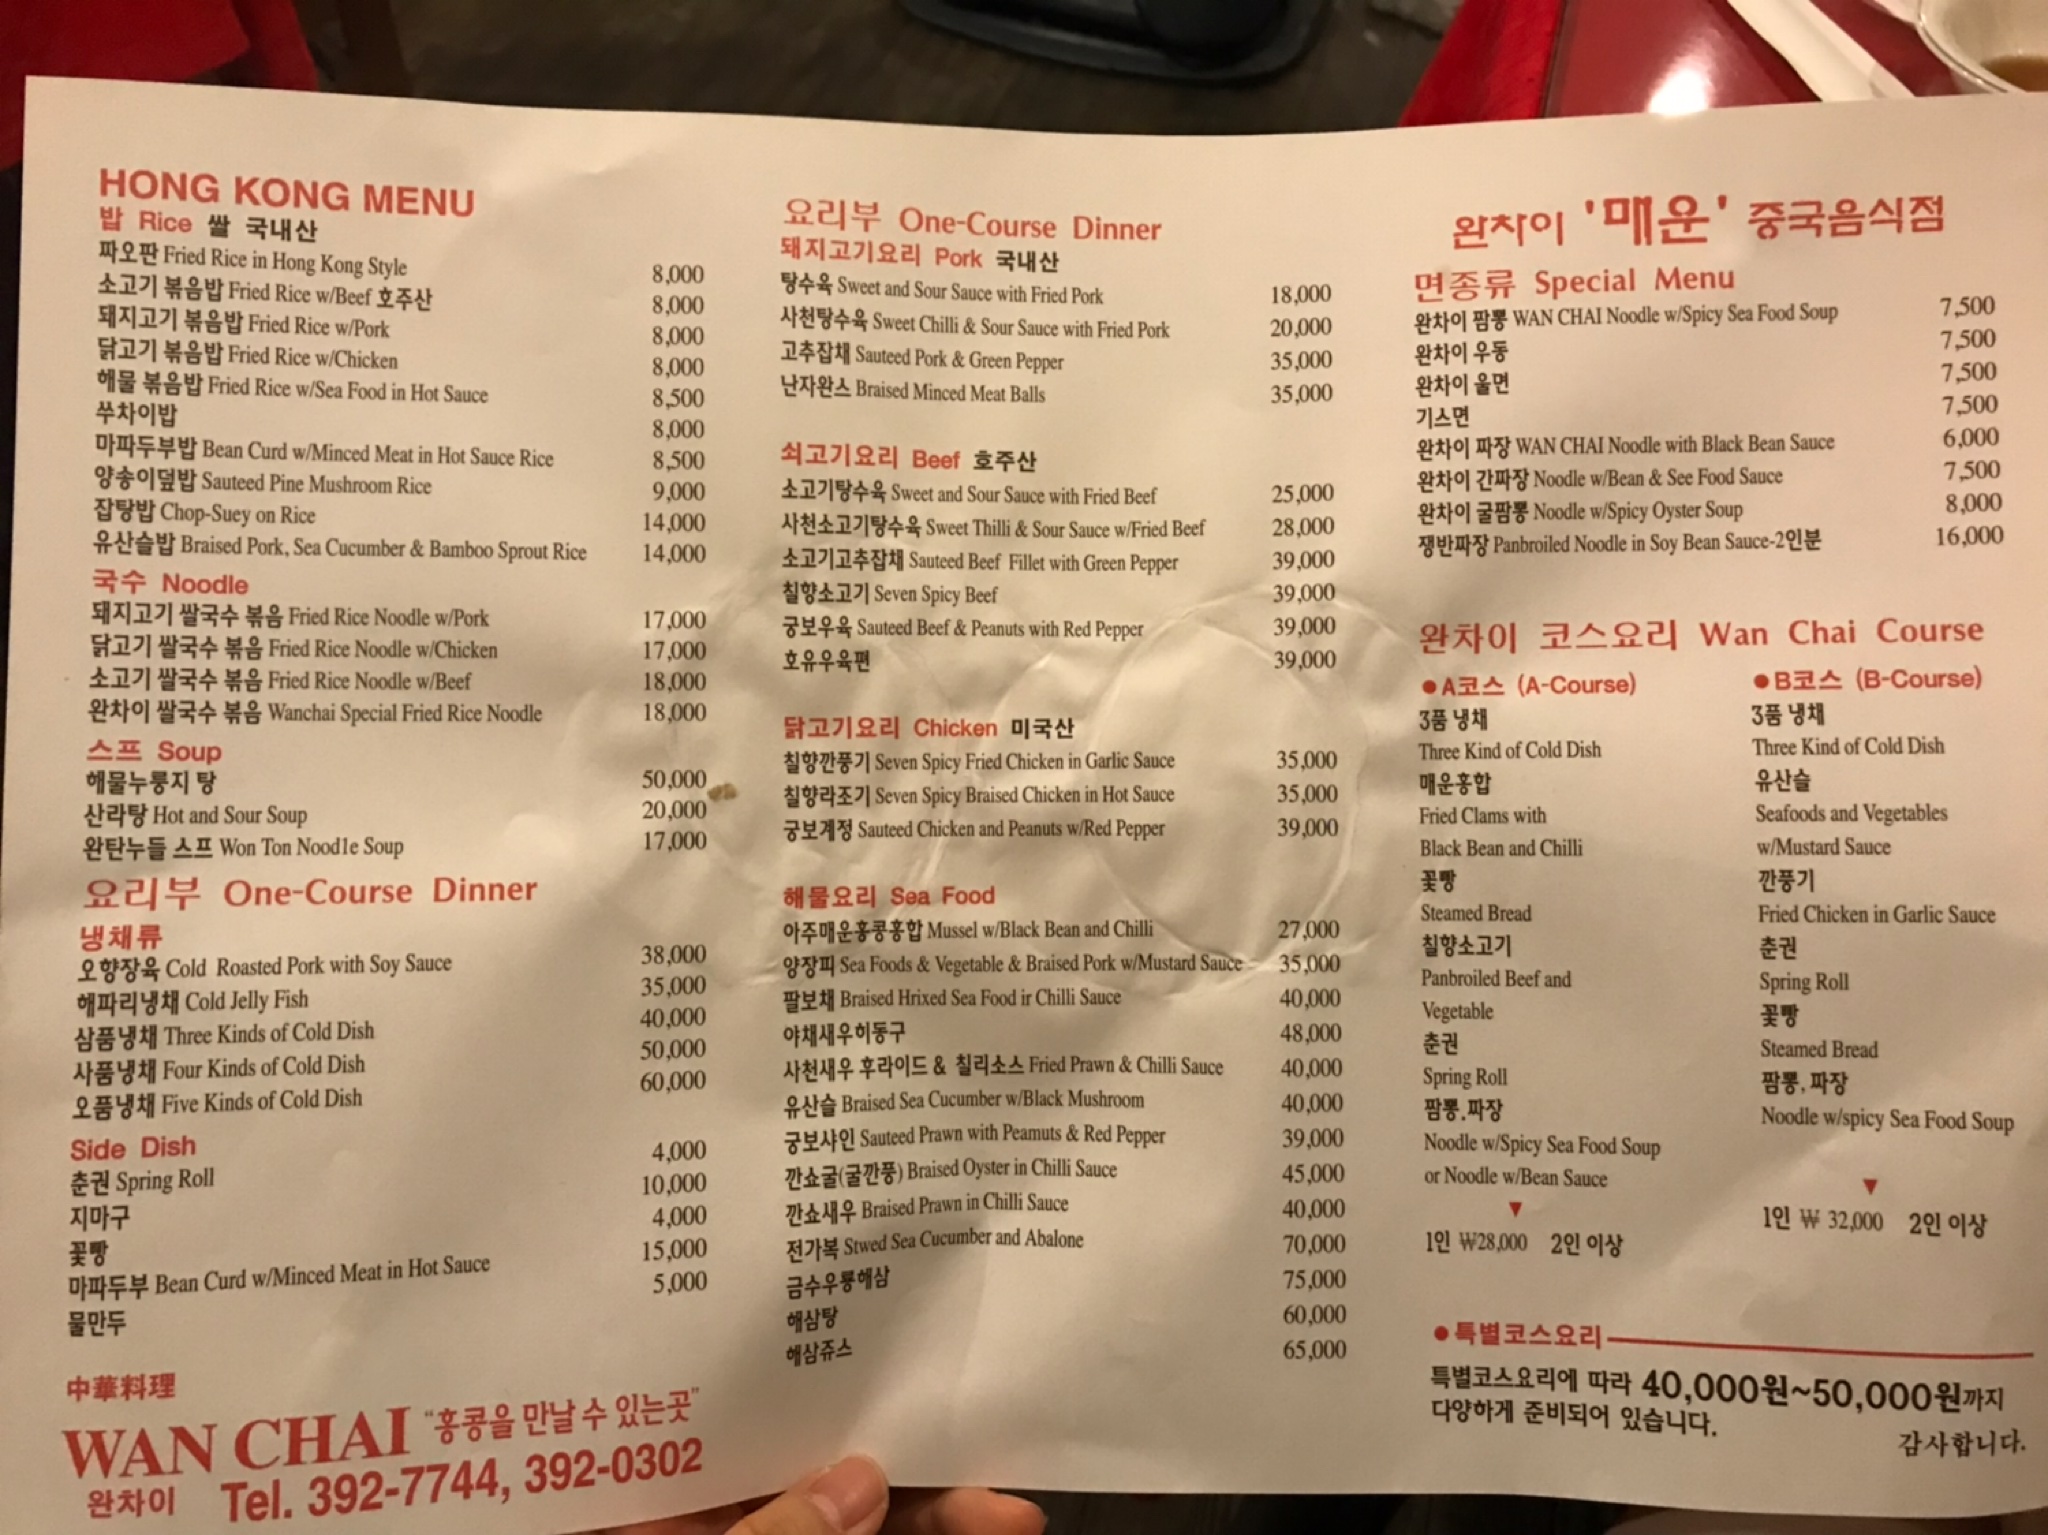 HONG KONG MENU
밥 Rice 쌀 국내산
짜오판 Fried Rice in Hong Kong Style 8,000
소고기 볶음밥 Fried Rice w/Beef 호주산 8,000
돼지고기 볶음밥 Fried Rice w/Pork 8,000
닭고기 볶음밥 Fried Rice w/Chicken 8,000
해물 볶음밥 Fried Rice w/Sea Food in Hot Sauce 8,500
쑤차이밥 8,000
마파두부밥 Bean Curd w/Minced Meat in Hot Sauce Rice 8,500
양송이덮밥 Sauteed Pine Mushroom Rice 9,000
잡탕밥 Chop-Suey on Rice 14,000
유산슬밥 Braised Pork, Sea Cucumber & Bamboo Sprout Rice 14,000
국수 Noodle
돼지고기 쌀국수 볶음 Fried Rice Noodle w/Pork 17,000
닭고기 쌀국수 볶음 Fried Rice Noodle w/Chicken 17,000
소고기 쌀국수 볶음 Fried Rice Noodle w/Beef 18,000
완차이 쌀국수 볶음 Wanchai Special Fried Rice Noodle 18,000
스프 Soup
해물누룽지 탕 50,000
산라탕 Hot and Sour Soup 20,000
완탄누들 스프 Won Ton Noodle Soup 17,000
요리부 One-Course Dinner
냉채류
오향장육 Cold Roasted Pork with Soy Sauce 38,000
해파리냉채 Cold Jelly Fish 35,000
삼품냉채 Three Kinds of Cold Dish 40,000
사품냉채 Four Kinds of Cold Dish 50,000
오품냉채 Five Kinds of Cold Dish 60,000
Side Dish
춘권 Spring Roll 4,000
지마구 10,000
꽃빵 4,000
마파두부 Bean Curd w/Minced Meat in Hot Sauce 15,000
물만두 5,000
中華料理
WAN CHAI "홍콩을 만날 수 있는곳"
완차이 Tel. 392-7744, 392-0302
요리부 One-Course Dinner
돼지고기요리 Pork 국내산
탕수육 Sweet and Sour Sauce with Fried Pork 18,000
사천탕수육 Sweet Chilli & Sour Sauce with Fried Pork 20,000
고추잡채 Sauteed Pork & Green Pepper 35,000
난자완스 Braised Minced Meat Balls 35,000
쇠고기요리 Beef 호주산
소고기탕수육 Sweet and Sour Sauce with Fried Beef 25,000
사천소고기탕수육 Sweet Thilli & Sour Sauce w/Fried Beef 28,000
소고기고추잡채 Sauteed Beef Fillet with Green Pepper 39,000
칠향소고기 Seven Spicy Beef 39,000
궁보우육 Sauteed Beef & Peanuts with Red Pepper 39,000
호유우육편 39,000
닭고기요리 Chicken 미국산
칠향깐풍기 Seven Spicy Fried Chicken in Garlic Sauce 35,000
칠향라조기 Seven Spicy Braised Chicken in Hot Sauce 35,000
궁보계정 Sauteed Chicken and Peanuts w/Red Pepper 39,000
해물요리 Sea Food
아주매운홍콩홍합 Mussel w/Black Bean and Chilli 27,000
양장피 Sea Foods & Vegetable & Braised Pork w/Mustard Sauce 35,000
팔보채 Braised Hrixed Sea Food ir Chilli Sauce 40,000
야채새우히동구 48,000
사천새우 후라이드 & 칠리소스 Fried Prawn & Chilli Sauce 40,000
유산슬 Braised Sea Cucumber w/Black Mushroom 40,000
궁보샤인 Sauteed Prawn with Peamuts & Red Pepper 39,000
깐쇼굴(굴깐풍) Braised Oyster in Chilli Sauce 45,000
깐쇼새우 Braised Prawn in Chilli Sauce 40,000
전가복 Stwed Sea Cucumber and Abalone 70,000
금수우룡해삼 75,000
해삼탕 60,000
해삼쥬스 65,000
완차이 '매운' 중국음식점
면종류 Special Menu
완차이 짬뽕 WAN CHAI Noodle w/Spicy Sea Food Soup 7,500
완차이 우동 7,500
완차이 울면 7,500
기스면 7,500
완차이 짜장 WAN CHAI Noodle with Black Bean Sauce 6,000
완차이 간짜장 Noodle w/Bean & See Food Sauce 7,500
완차이 굴짬뽕 Noodle w/Spicy Oyster Soup 8,000
쟁반짜장 Panbroiled Noodle in Soy Bean Sauce-2인분 16,000
완차이 코스요리 Wan Chai Course
●A코스 (A-Course)
3품 냉채
Three Kind of Cold Dish
매운홍합
Fried Clams with
Black Bean and Chilli
꽃빵
Steamed Bread
칠향소고기
Panbroiled Beef and
Vegetable
춘권
Spring Roll
짬뽕.짜장
Noodle w/Spicy Sea Food Soup
or Noodle w/Bean Sauce
▼
1인 ₩28,000 2인 이상
●B코스 (B-Course)
3품 냉채
Three Kind of Cold Dish
유산슬
Seafoods and Vegetables
w/Mustard Sauce
깐풍기
Fried Chicken in Garlic Sauce
춘권
Spring Roll
꽃빵
Steamed Bread
짬뽕, 짜장
Noodle w/spicy Sea Food Soup
▼
1인 ₩ 32,000 2인 이상
●특별코스요리
특별코스요리에 따라 40,000원~50,000원까지
다양하게 준비되어 있습니다.
감사합니다.